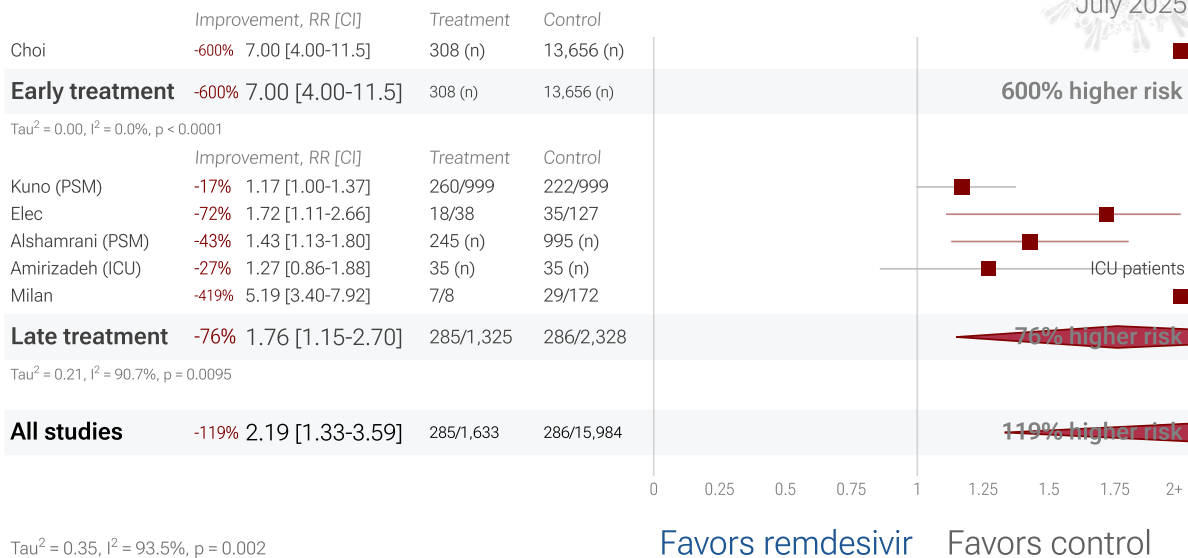 July 2025
Improvement, RR [CI] Treatment Control
Choi -600% 7.00 [4.00-11.5] 308 (n) 13,656 (n)
Early treatment -600% 7.00 [4.00-11.5] 308 (n) 13,656 (n) 600% higher risk
Tau² = 0.00, I² = 0.0%, p < 0.0001
Improvement, RR [CI] Treatment Control
Kuno (PSM) -17% 1.17 [1.00-1.37] 260/999 222/999
Elec -72% 1.72 [1.11-2.66] 18/38 35/127
Alshamrani (PSM) -43% 1.43 [1.13-1.80] 245 (n) 995 (n)
Amirizadeh (ICU) -27% 1.27 [0.86-1.88] 35 (n) 35 (n) ICU patients
Milan -419% 5.19 [3.40-7.92] 7/8 29/172
Late treatment -76% 1.76 [1.15-2.70] 285/1,325 286/2,328 76% higher risk
Tau² = 0.21, I² = 90.7%, p = 0.0095
All studies -119% 2.19 [1.33-3.59] 285/1,633 286/15,984 119% higher risk
0 0.25 0.5 0.75 1 1.25 1.5 1.75 2+
Tau² = 0.35, I² = 93.5%, p = 0.002 Favors remdesivir Favors control